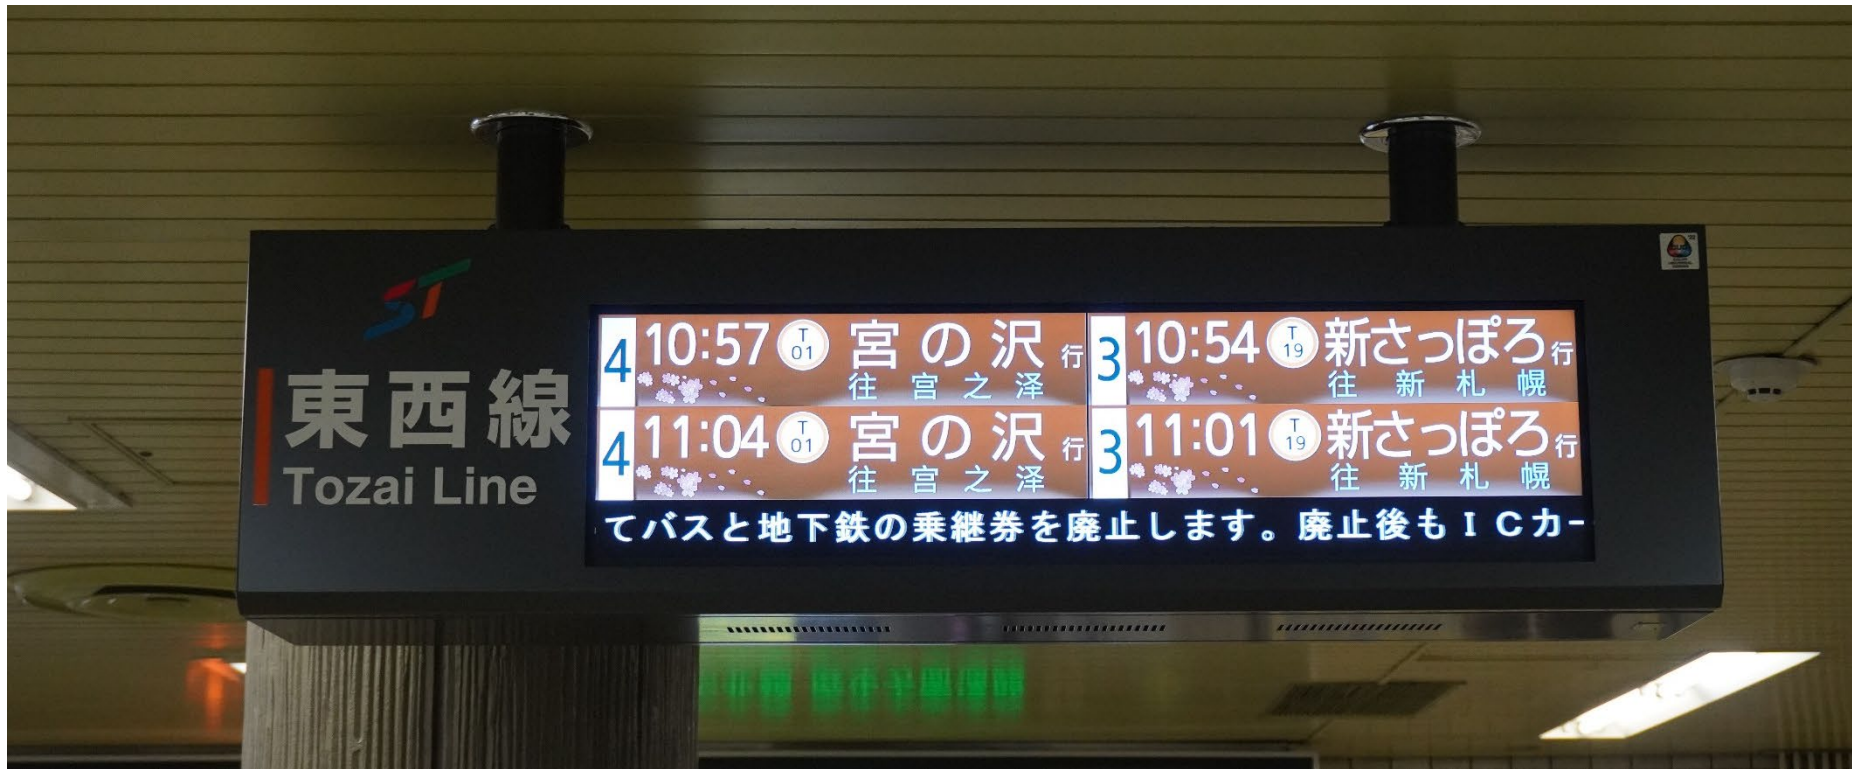 ST
東西線
Tozai Line
4 10:57 T 01 宮の沢 行
往宮之泽
4 11:04 T 01 宮の沢 行
往宮之泽
3 10:54 T 19 新さっぽろ 行
往新札幌
3 11:01 T 19 新さっぽろ 行
往新札幌
てバスと地下鉄の乗継券を廃止します。廃止後もICカー